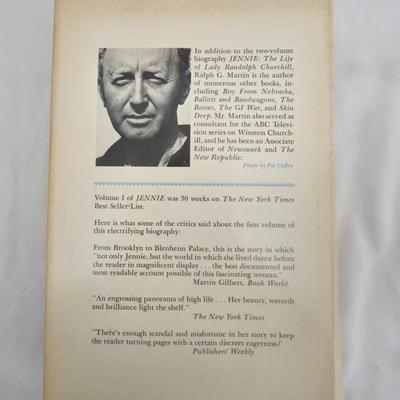 In addition to the two-volume
biography JENNIE: The Life
of Lady Randolph Churchill,
Ralph G. Martin is the author
of numerous other books, in-
cluding Boy From Nebraska,
Ballots and Bandwagons, The
Bosses, The GI War, and Skin
Deep. Mr. Martin also served as
consultant for the ABC Televi-
sion series on Winston Church-
ill, and he has been an Associate
Editor of Newsweek and The
New Republic.
Photo by Pat Coffey
Volume I of JENNIE was 30 weeks on The New York Times
Best Seller List.
Here is what some of the critics said about the first volume of
this electrifying biography:
From Brooklyn to Blenheim Palace, this is the story in which
"not only Jennie, but the world in which she lived dance before
the reader in magnificent display . . . the best documented and
most readable account possible of this fascinating woman."
Martin Gilbert, Book World
"An engrossing panorama of high life . . . Her beauty, warmth
and brilliance light the shelf."
The New York Times
"There's enough scandal and misfortune in her story to keep
the reader turning pages with a certain discreet eagerness!"
Publishers' Weekly